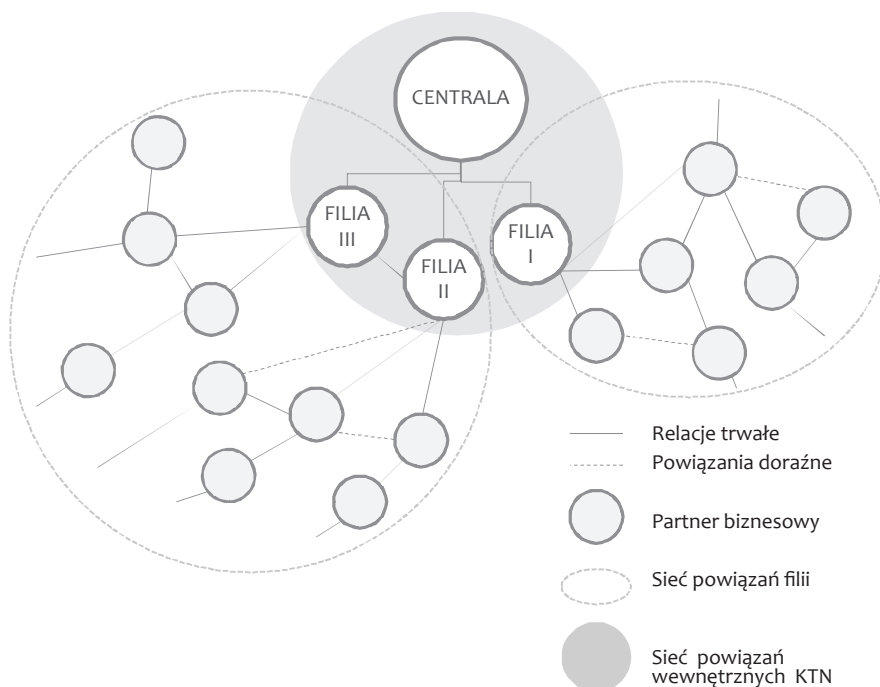 CENTRALA
FILIA
III
FILIA
II
FILIA
I
Relacje trwałe
Powiązania doraźne
Partner biznesowy
Sieć powiązań filii
Sieć powiązań
wewnętrznych KTN